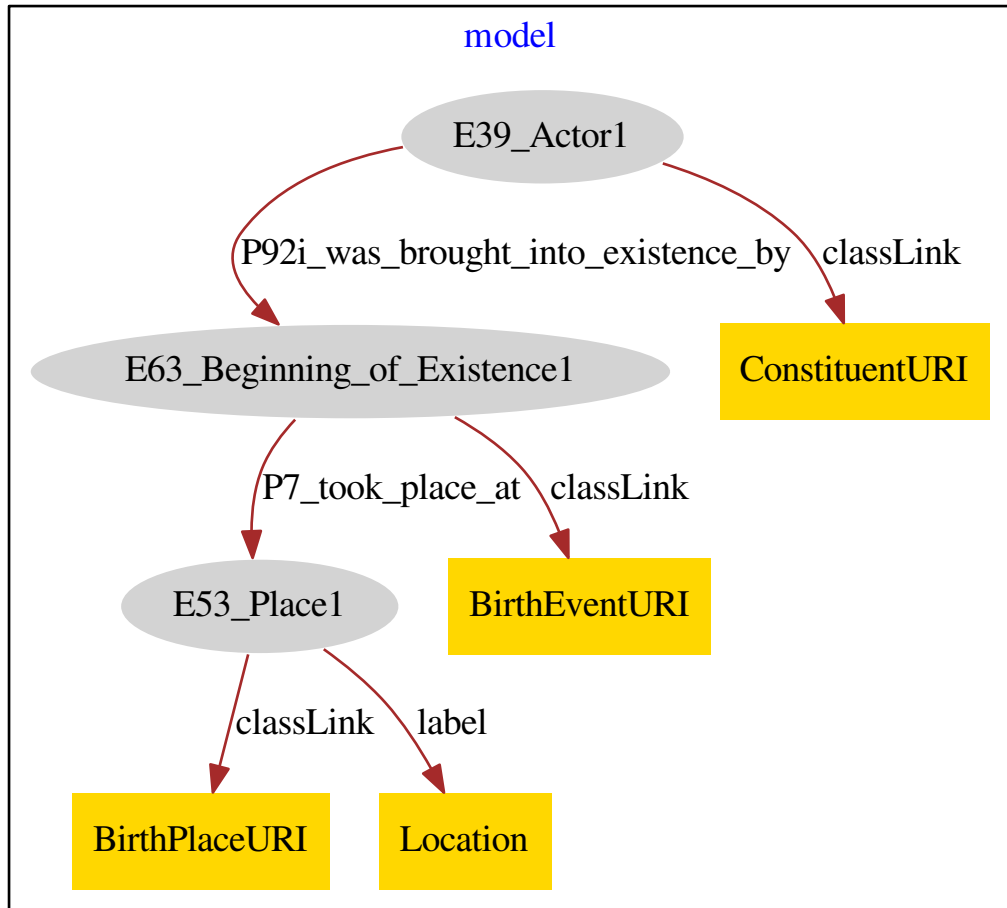 model
E39_Actor1
P92i_was_brought_into_existence_by
classLink
E63_Beginning_of_Existence1
ConstituentURI
P7_took_place_at
classLink
E53_Place1
BirthEventURI
classLink
label
BirthPlaceURI
Location